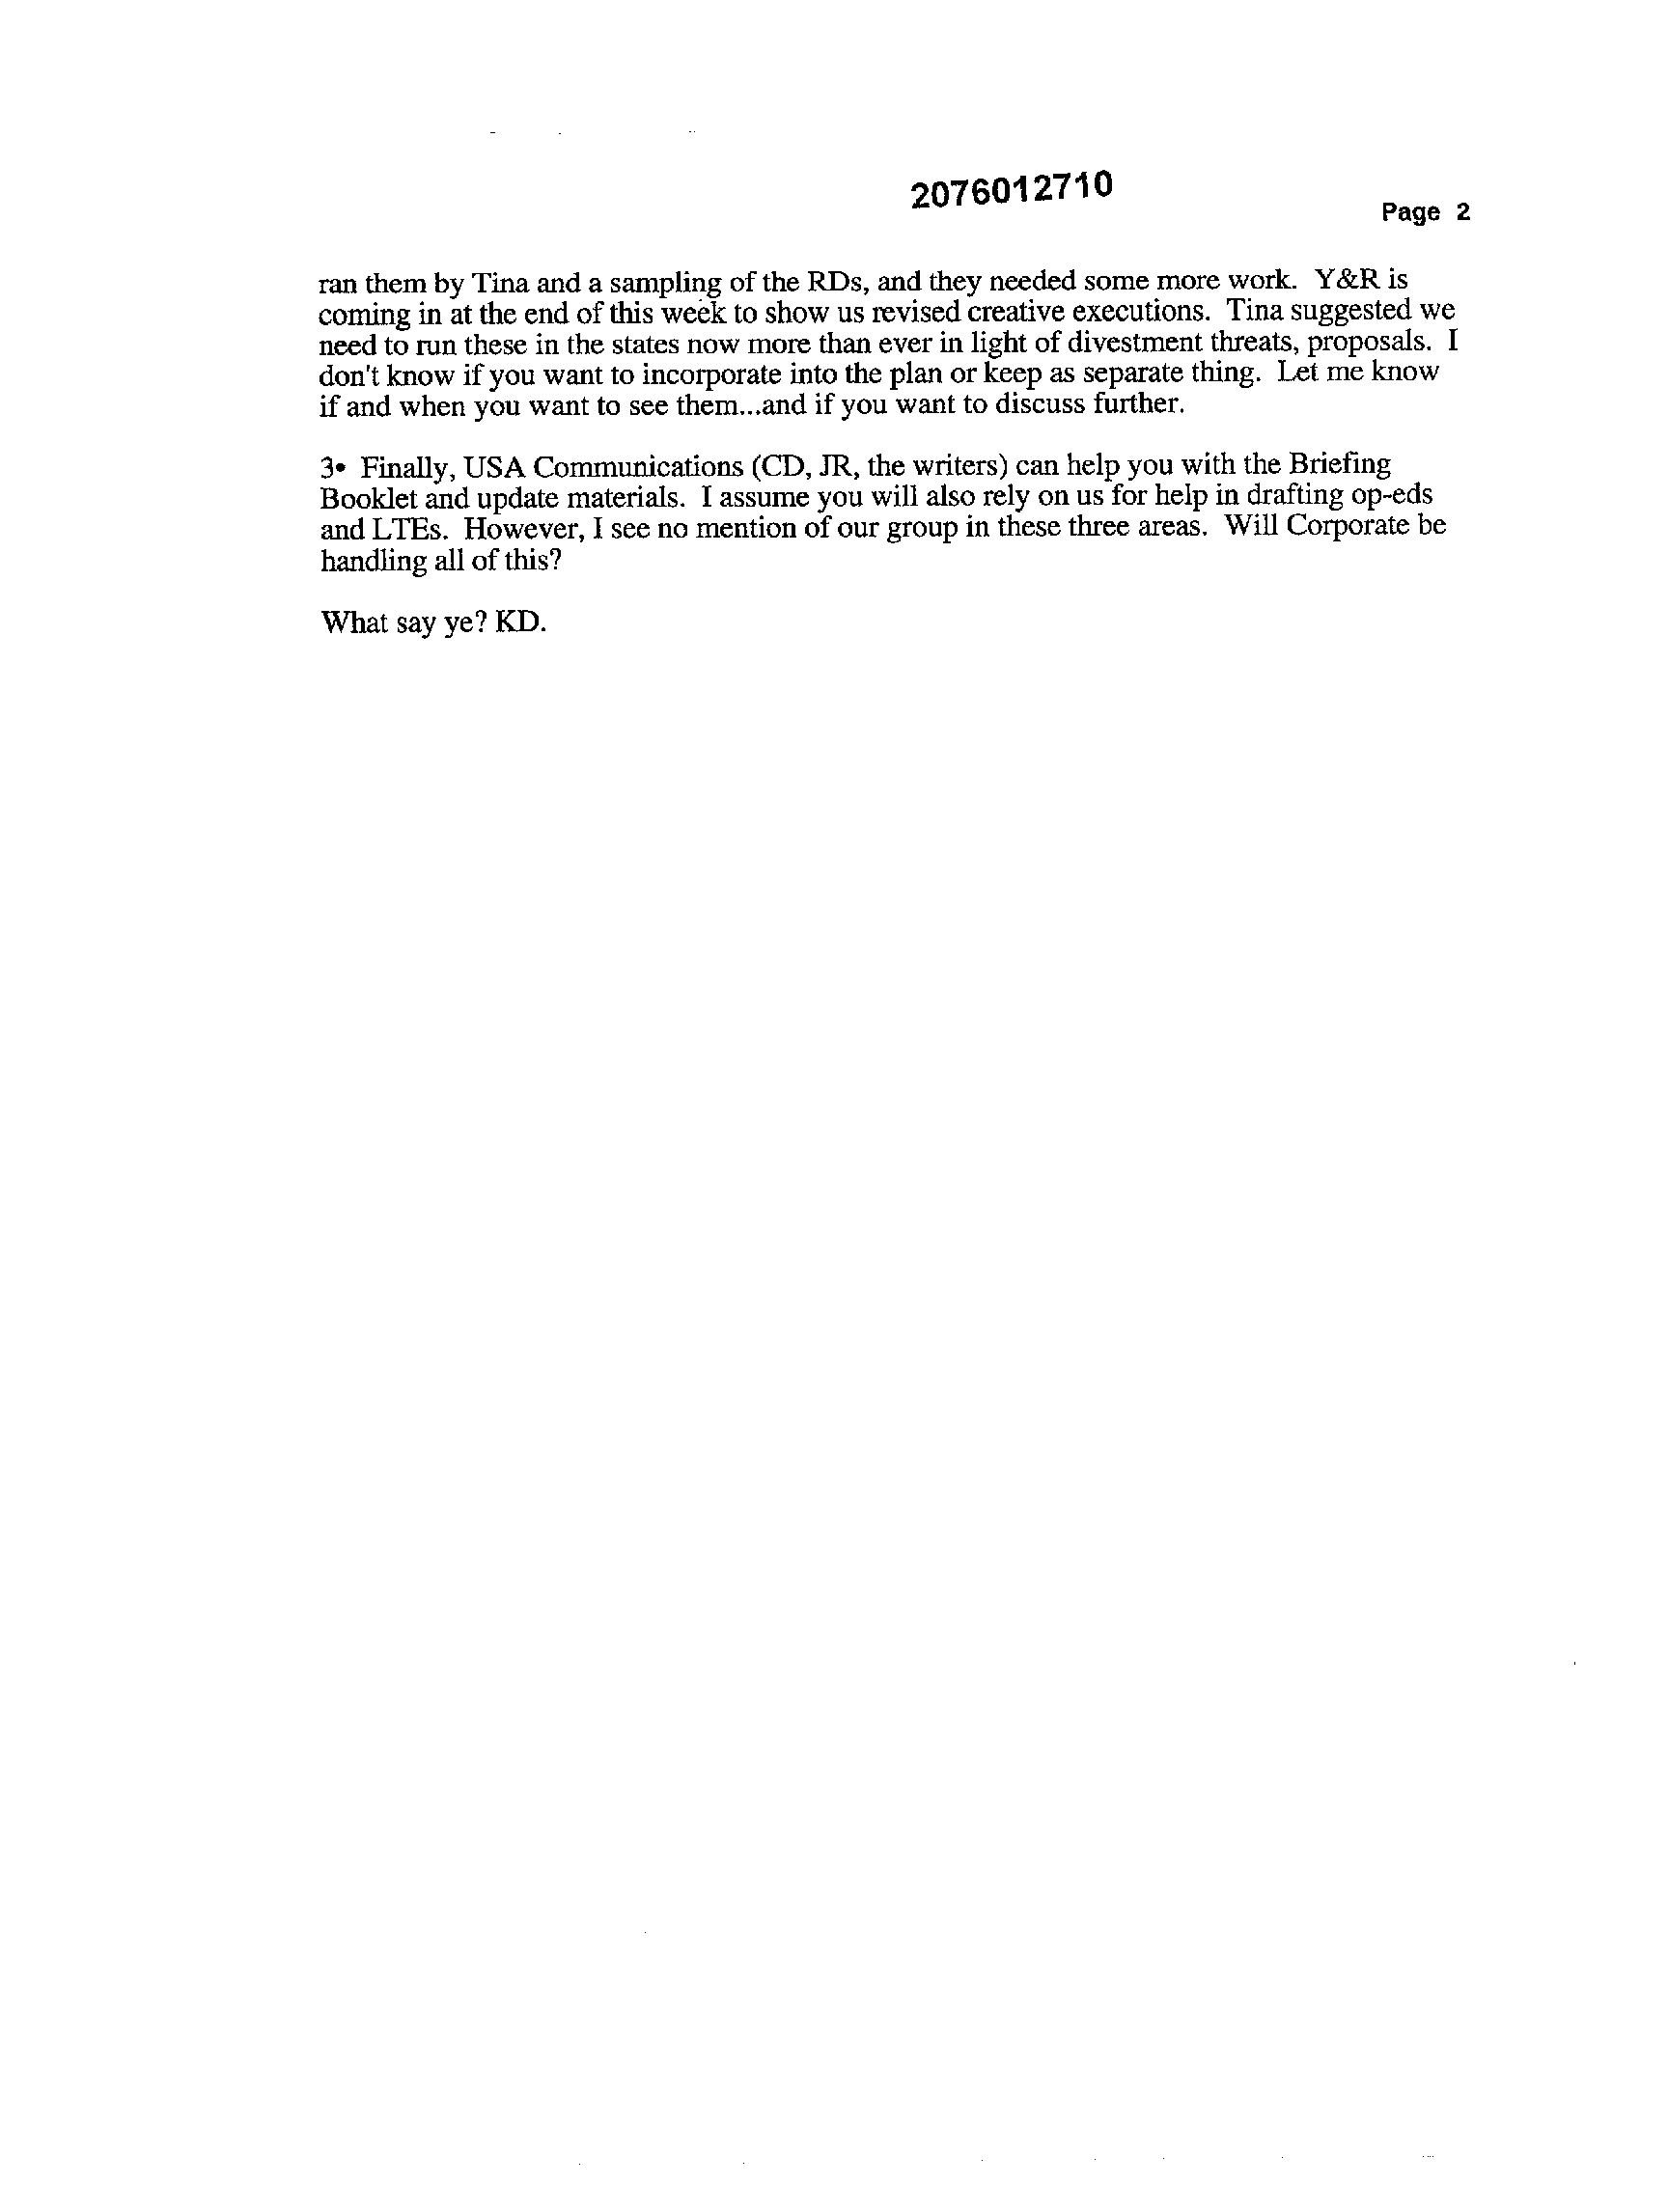 2076012710
Page 2
ran them by Tina and a sampling of the RDs, and they needed some more work. Y&R is
coming in at the end of this week to show us revised creative executions. Tina suggested we
need to run these in the states now more than ever in light of divestment threats, proposals. I
don't know if you want to incorporate into the plan or keep as separate thing. Let me know
if and when you want to see them...and if you want to discuss further.
3• Finally, USA Communications (CD, JR, the writers) can help you with the Briefing
Booklet and update materials. I assume you will also rely on us for help in drafting op-eds
and LTEs. However, I see no mention of our group in these three areas. Will Corporate be
handling all of this?
What say ye? KD.